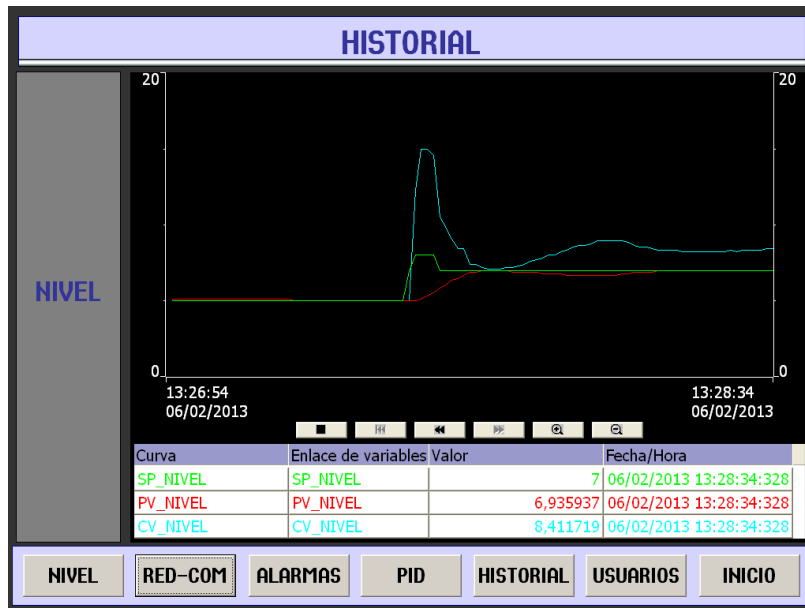 HISTORIAL
NIVEL
20 20
0 0
13:26:54 13:28:34
06/02/2013 06/02/2013
Curva Enlace de variables Valor Fecha/Hora
SP_NIVEL SP_NIVEL 7 06/02/2013 13:28:34:328
PV_NIVEL PV_NIVEL 6,935937 06/02/2013 13:28:34:328
CV_NIVEL CV_NIVEL 8,411719 06/02/2013 13:28:34:328
NIVEL RED-COM ALARMAS PID HISTORIAL USUARIOS INICIO